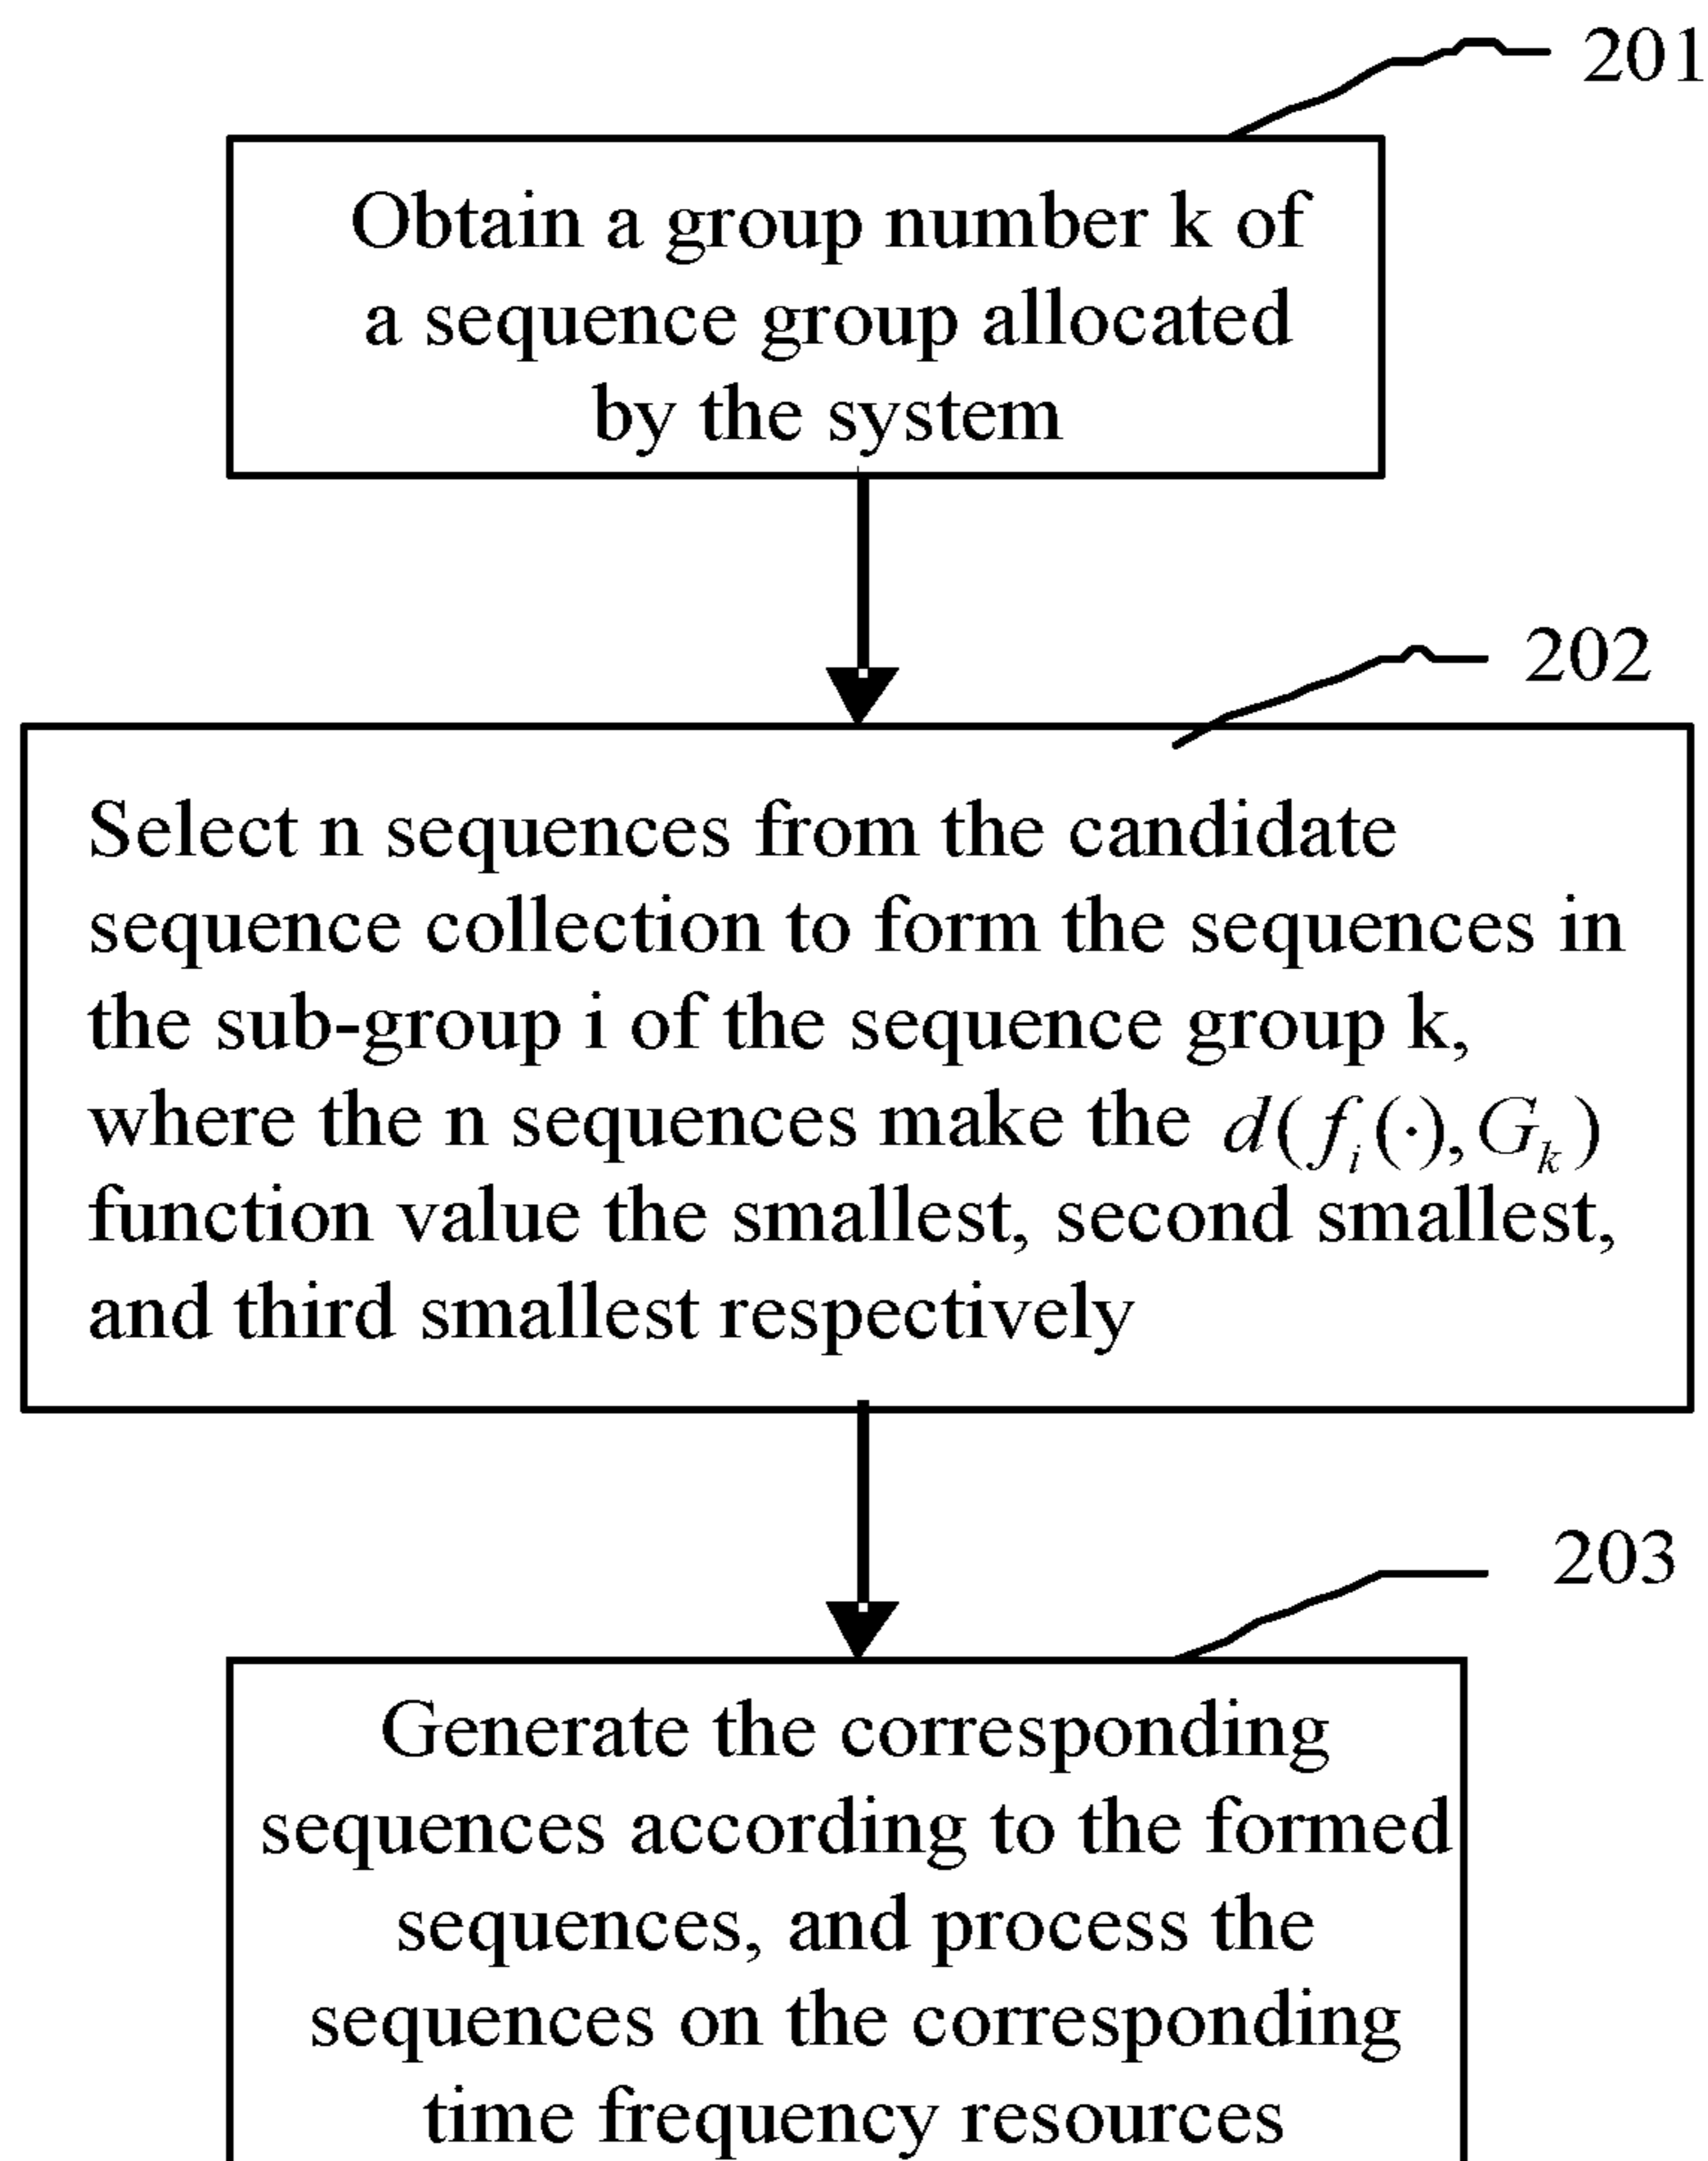 201
Obtain a group number k of
a sequence group allocated
by the system
202
Select n sequences from the candidate
sequence collection to form the sequences in
the sub-group i of the sequence group k,
where the n sequences make the d(f_i(·), G_k)
function value the smallest, second smallest,
and third smallest respectively
203
Generate the corresponding
sequences according to the formed
sequences, and process the
sequences on the corresponding
time frequency resources